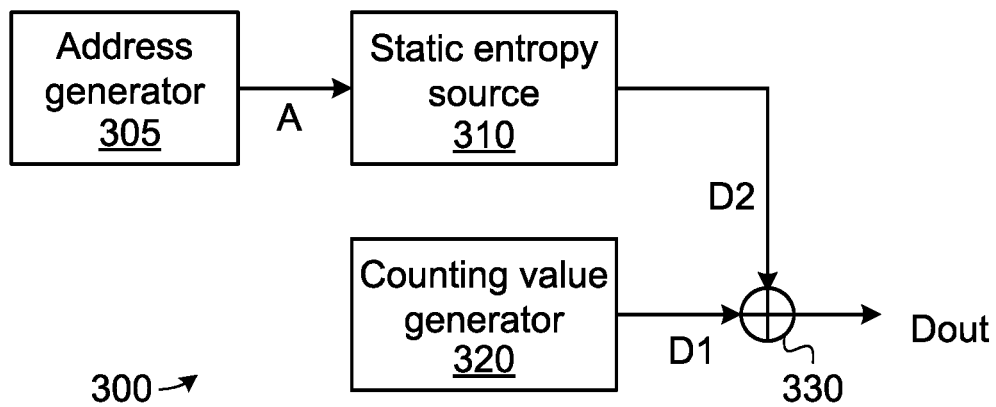 Address
generator
305
A
Static entropy
source
310
D2
Counting value
generator
320
D1
Dout
330
300